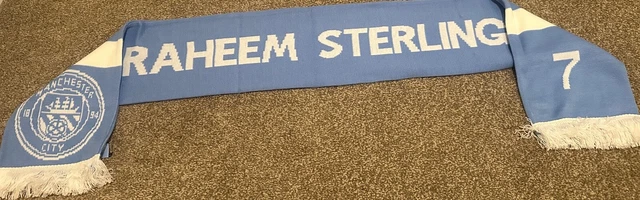 RAHEEM STERLING
7
MANCHESTER
18 94
CITY